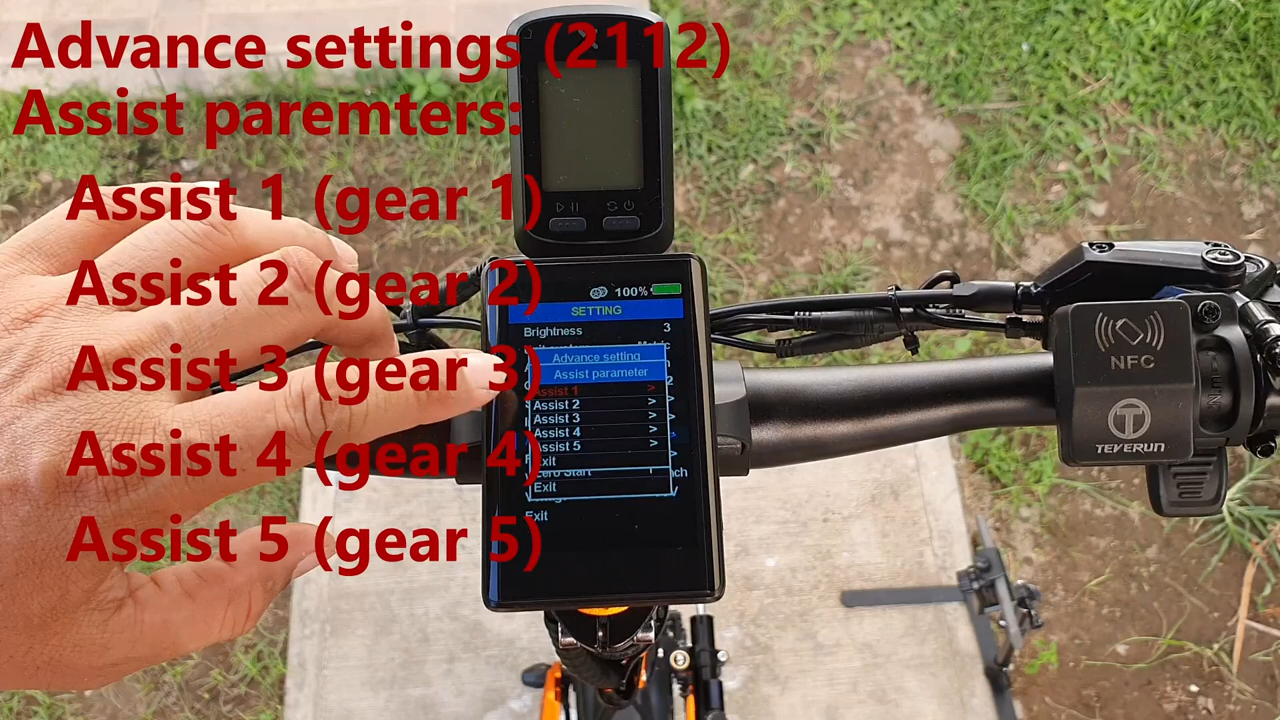 Advance settings (2112)
Assist paremters:
Assist 1 (gear 1)
Assist 2 (gear 2)
Assist 3 (gear 3)
Assist 4 (gear 4)
Assist 5 (gear 5)
100%
SETTING
Brightness 3
Advance setting
Assist parameter
Assist 1 >
Assist 2 >
Assist 3 >
Assist 4 >
Assist 5 >
Exit
Exit
Exit
NFC
TEVERUN